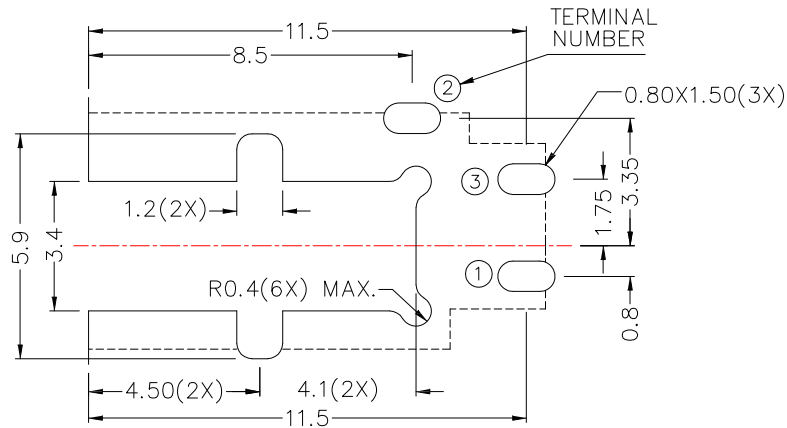 TERMINAL
NUMBER
11.5
8.5
2
0.80X1.50(3X)
3
3.35
1.75
1.2(2X)
5.9
3.4
1
R0.4(6X) MAX.
0.8
4.50(2X)
4.1(2X)
11.5